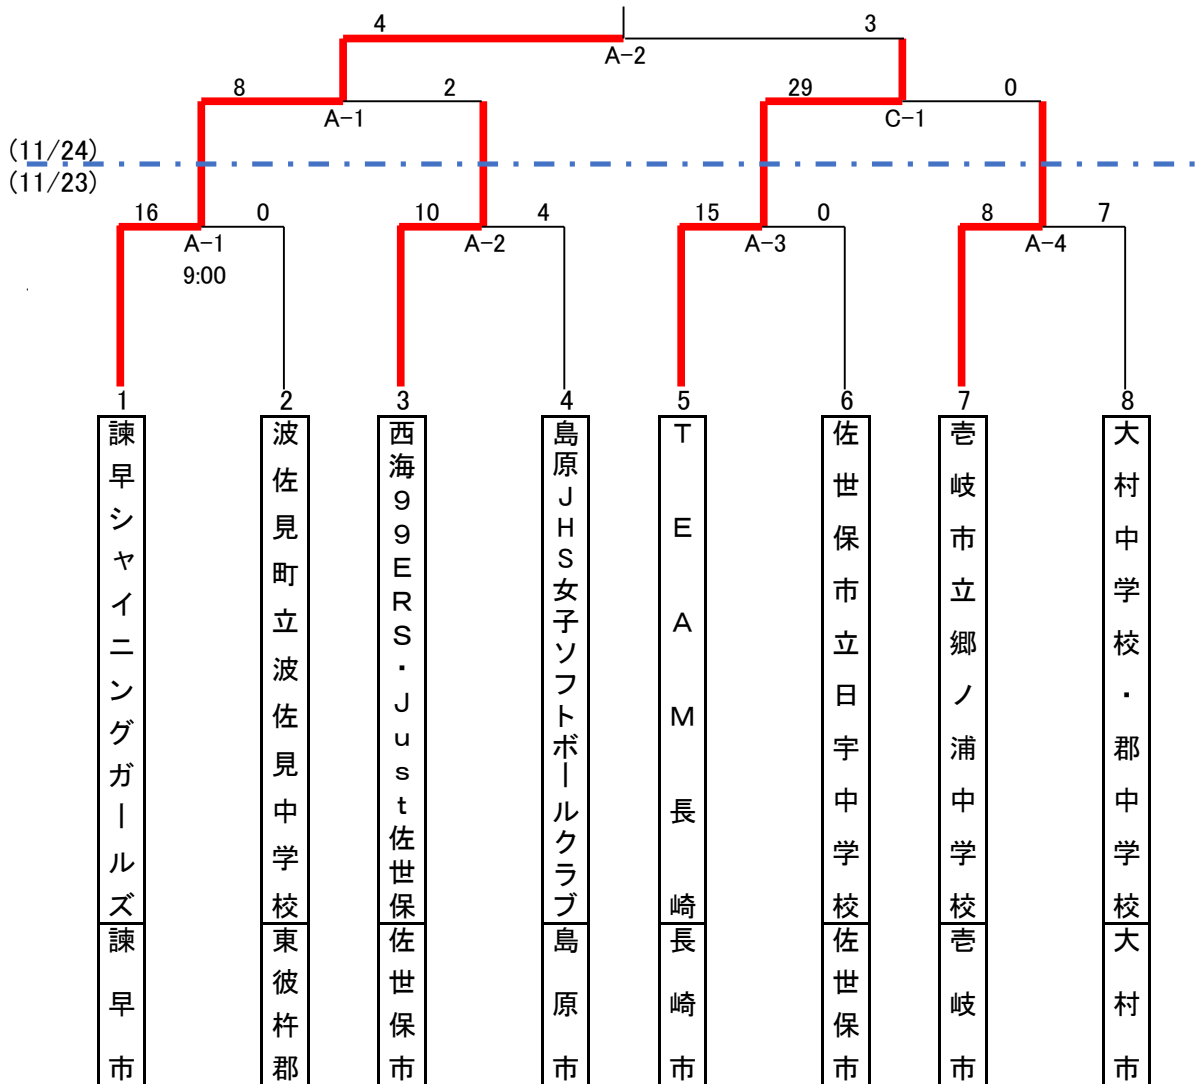 4 3
A-2
8 2 29 0
A-1 C-1
(11/24)
(11/23)
16 0 10 4 15 0 8 7
A-1 A-2 A-3 A-4
9:00
1 2 3 4 5 6 7 8
諫早シャイニングガールズ
諫早市
波佐見町立波佐見中学校
東彼杵郡
西海99ERS・Just佐世保
佐世保市
島原JHS女子ソフトボールクラブ
島原市
TEAM長崎
長崎市
佐世保市立日宇中学校
佐世保市
壱岐市立郷ノ浦中学校
壱岐市
大村中学校・郡中学校
大村市